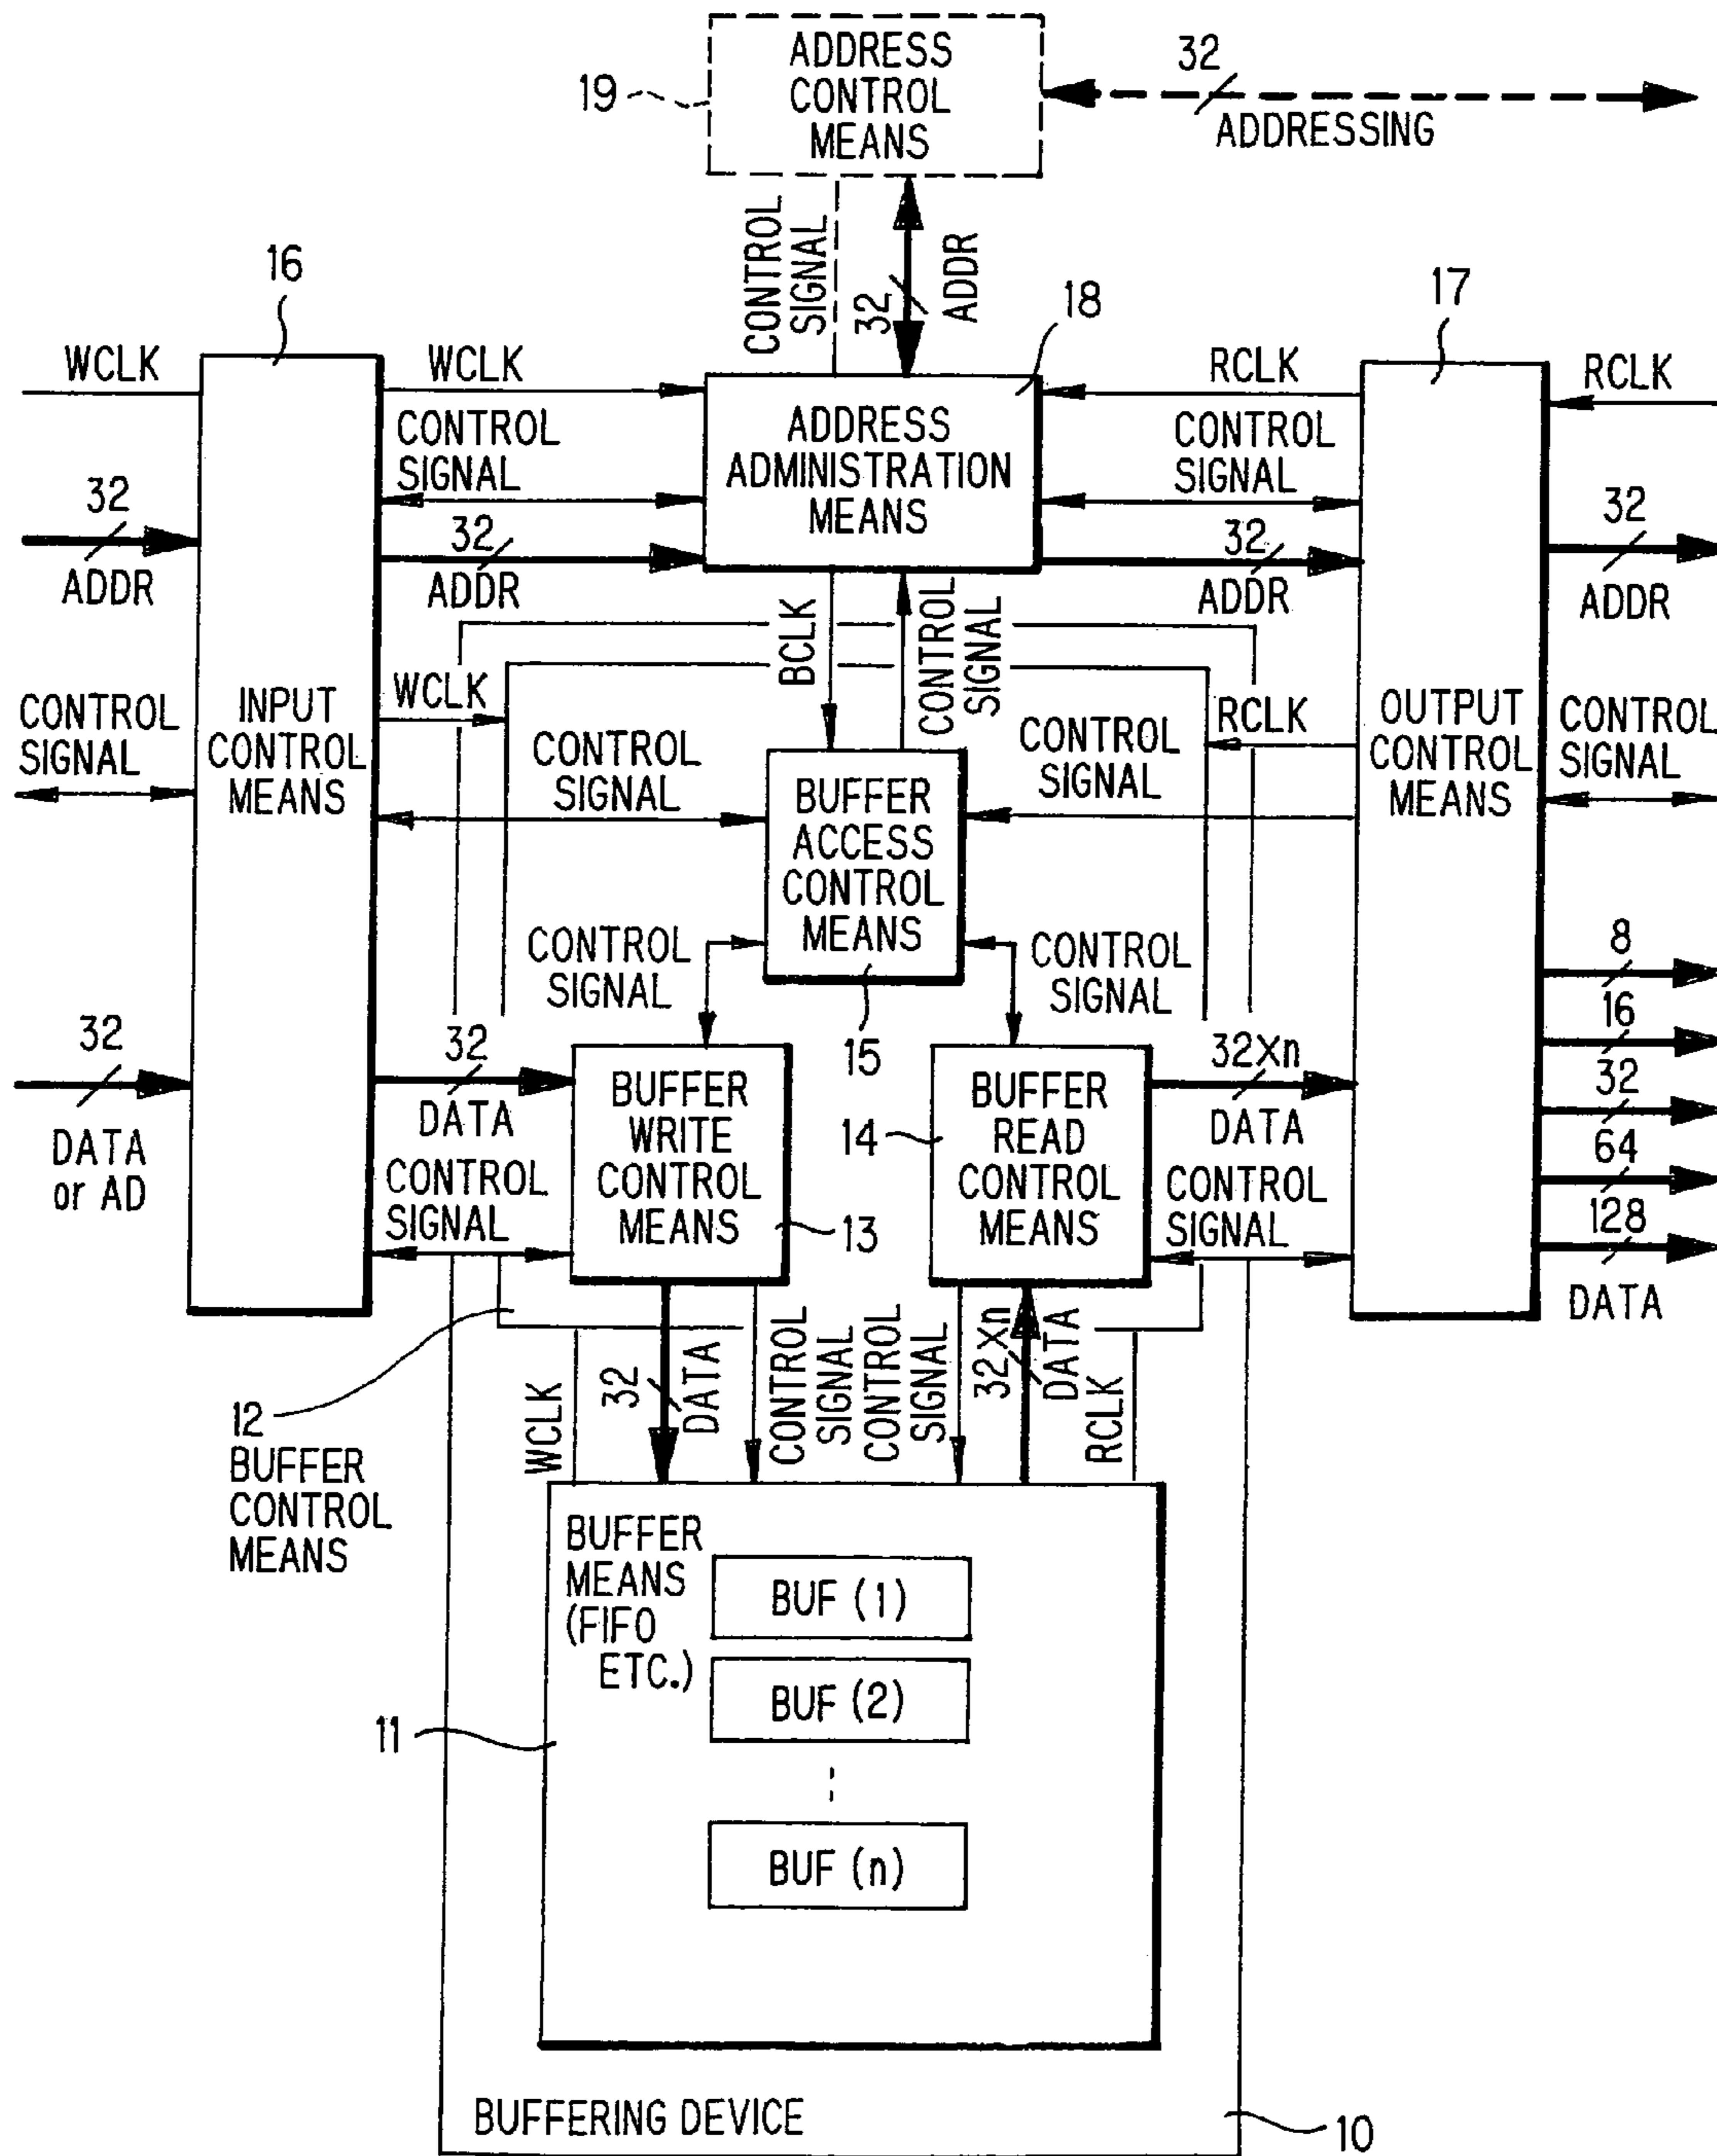 ADDRESS
CONTROL
MEANS
19
32
ADDRESSING
CONTROL
SIGNAL
32
ADDR
16
18
17
WCLK
WCLK
RCLK
RCLK
CONTROL
SIGNAL
ADDRESS
ADMINISTRATION
MEANS
CONTROL
SIGNAL
32
ADDR
32
ADDR
32
ADDR
32
ADDR
BCLK
CONTROL
SIGNAL
CONTROL
SIGNAL
INPUT
CONTROL
MEANS
WCLK
RCLK
OUTPUT
CONTROL
MEANS
CONTROL
SIGNAL
CONTROL
SIGNAL
BUFFER
ACCESS
CONTROL
MEANS
CONTROL
SIGNAL
15
CONTROL
SIGNAL
CONTROL
SIGNAL
8
16
32
64
128
DATA
32
DATA
or AD
32
DATA
CONTROL
SIGNAL
BUFFER
WRITE
CONTROL
MEANS
13
14
BUFFER
READ
CONTROL
MEANS
32Xn
DATA
CONTROL
SIGNAL
12
BUFFER
CONTROL
MEANS
WCLK
32
DATA
CONTROL
SIGNAL
CONTROL
SIGNAL
32Xn
DATA
RCLK
BUFFER
MEANS
(FIFO
ETC.)
11
BUF (1)
BUF (2)
BUF (n)
BUFFERING DEVICE
10